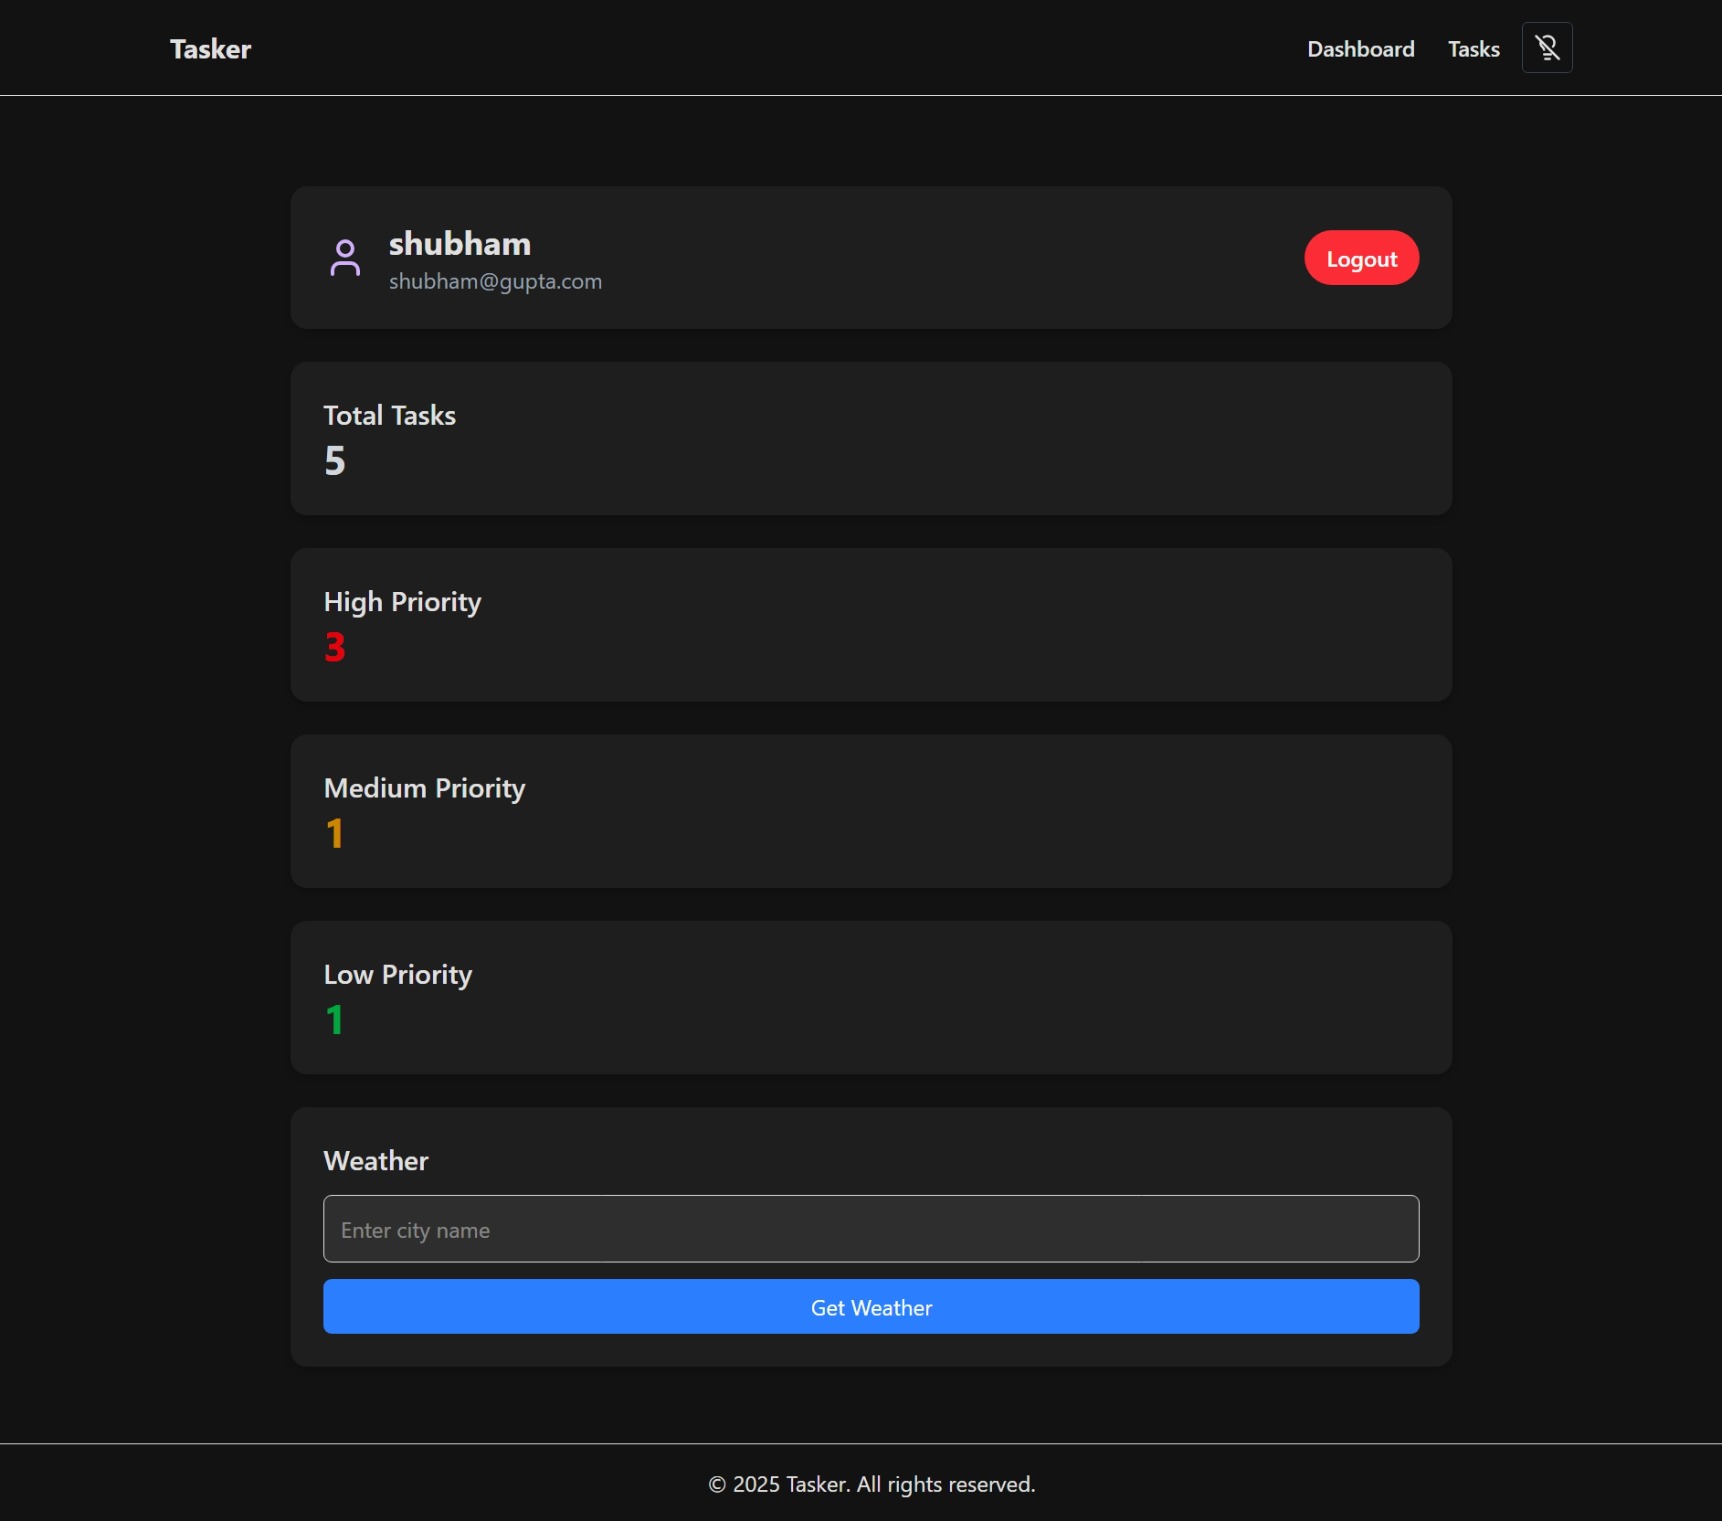 Tasker
Dashboard Tasks
shubham
shubham@gupta.com
Logout
Total Tasks
5
High Priority
3
Medium Priority
1
Low Priority
1
Weather
Enter city name
Get Weather
© 2025 Tasker. All rights reserved.